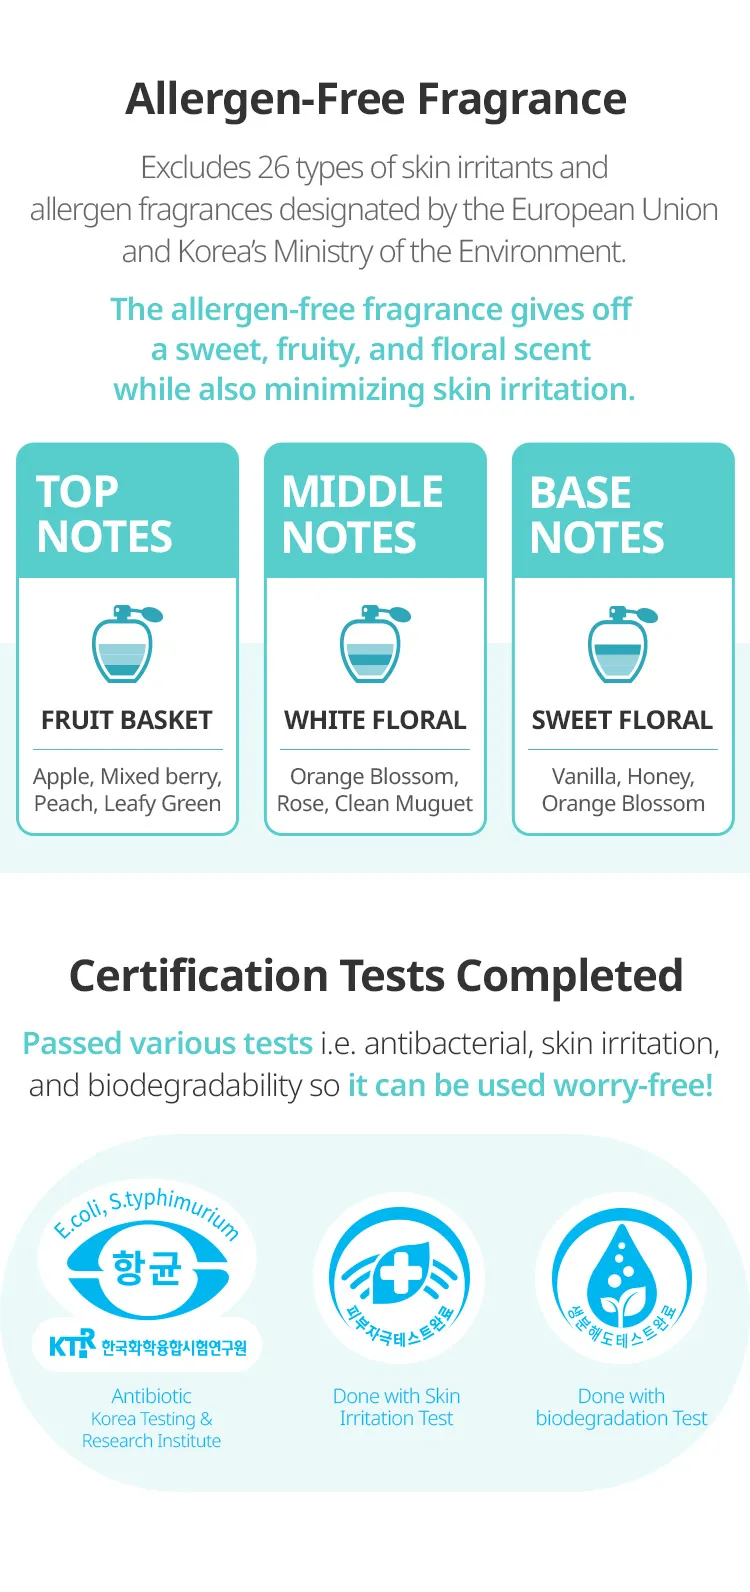 Allergen-Free Fragrance
Excludes 26 types of skin irritants and
allergen fragrances designated by the European Union
and Korea's Ministry of the Environment.
The allergen-free fragrance gives off
a sweet, fruity, and floral scent
while also minimizing skin irritation.
TOP
NOTES
FRUIT BASKET
Apple, Mixed berry,
Peach, Leafy Green
MIDDLE
NOTES
WHITE FLORAL
Orange Blossom,
Rose, Clean Muguet
BASE
NOTES
SWEET FLORAL
Vanilla, Honey,
Orange Blossom
Certification Tests Completed
Passed various tests i.e. antibacterial, skin irritation,
and biodegradability so it can be used worry-free!
E.coli, S.typhimurium
항균
KTR 한국화학융합시험연구원
Antibiotic
Korea Testing &
Research Institute
피부자극테스트완료
Done with Skin
Irritation Test
생분해도테스트완료
Done with
biodegradation Test